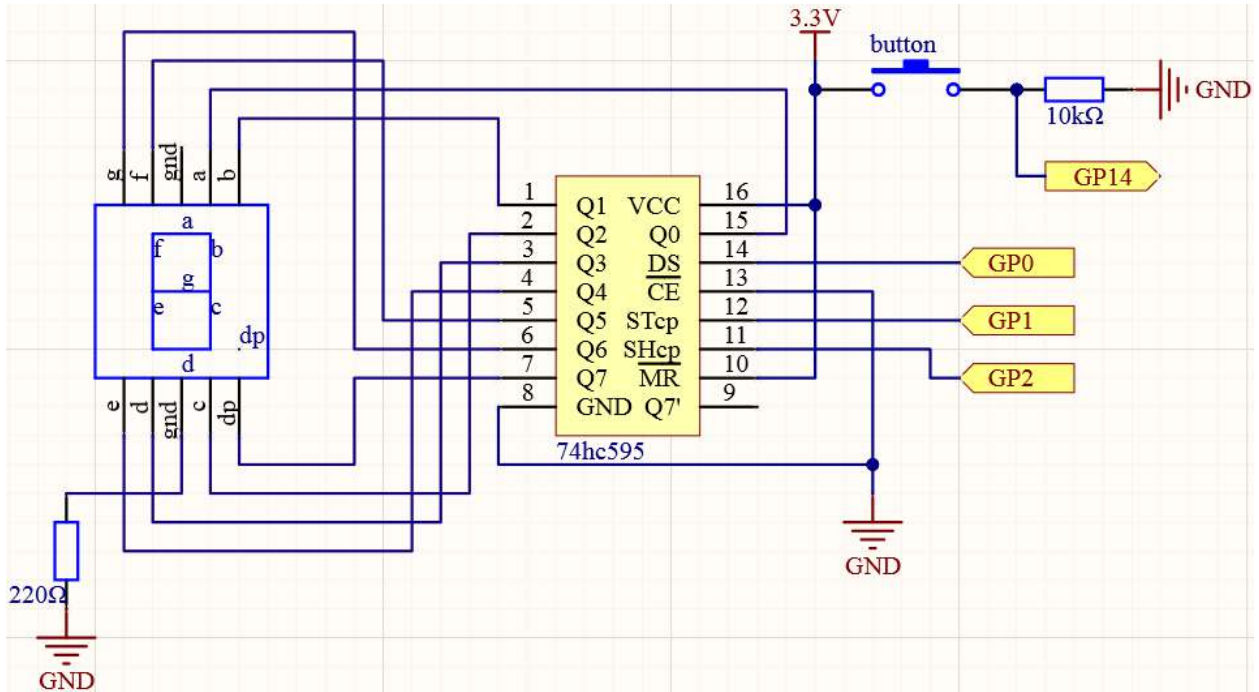 3.3V
button
GND
10kΩ
GP14
g f gnd a b
a
f b
g
e c
dp
d
e d gnd c dp
1 Q1 VCC 16
2 Q2 Q0 15
3 Q3 DS 14
4 Q4 CE 13
5 Q5 STcp 12
6 Q6 SHcp 11
7 Q7 MR 10
8 GND Q7' 9
74hc595
GP0
GP1
GP2
GND
220Ω
GND